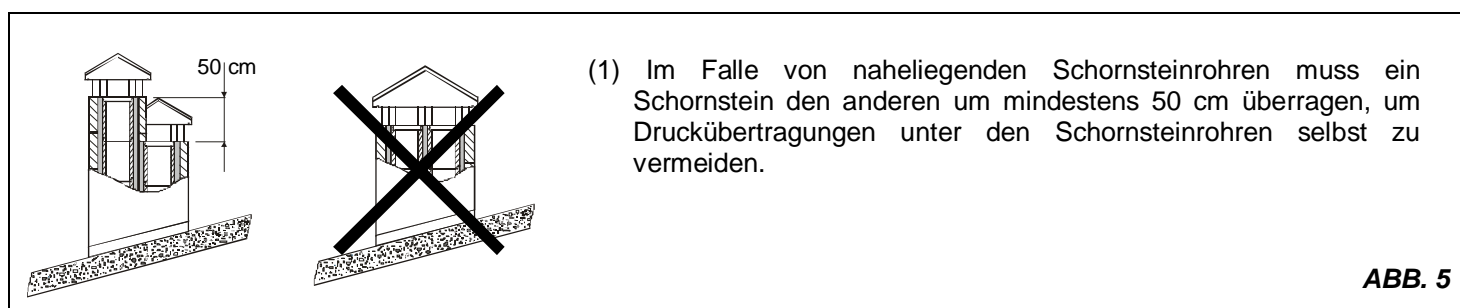 50 cm
(1) Im Falle von naheliegenden Schornsteinrohren muss ein
Schornstein den anderen um mindestens 50 cm überragen, um
Druckübertragungen unter den Schornsteinrohren selbst zu
vermeiden.
ABB. 5